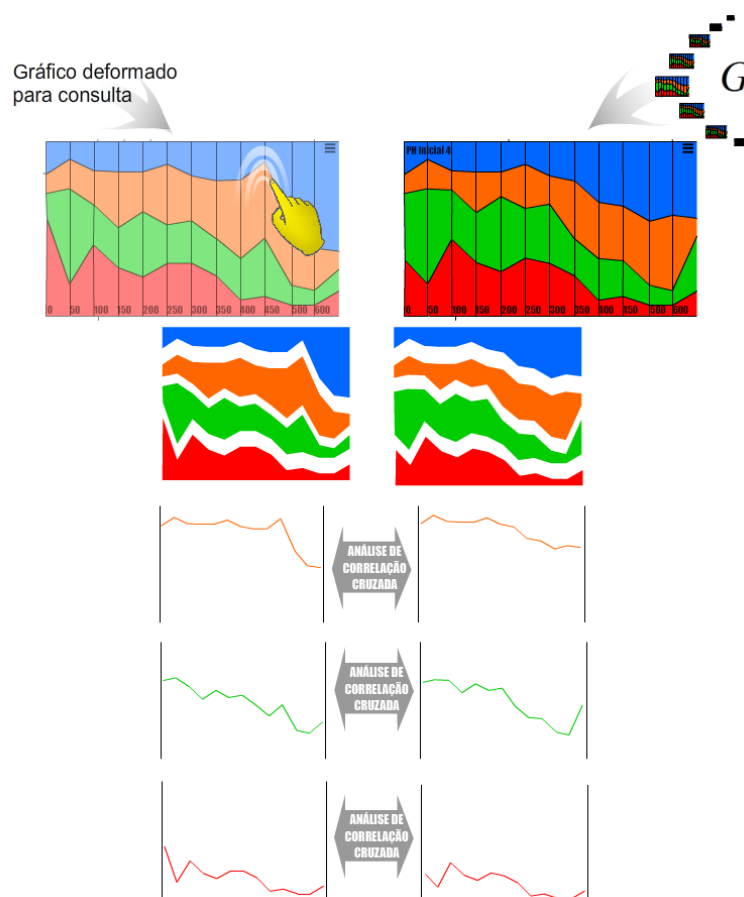 Gráfico deformado
para consulta
G
PH Inicial 4
0 50 100 150 200 250 300 350 400 450 500 600
0 50 100 150 200 250 300 350 400 450 500 600
ANÁLISE DE
CORRELAÇÃO
CRUZADA
ANÁLISE DE
CORRELAÇÃO
CRUZADA
ANÁLISE DE
CORRELAÇÃO
CRUZADA